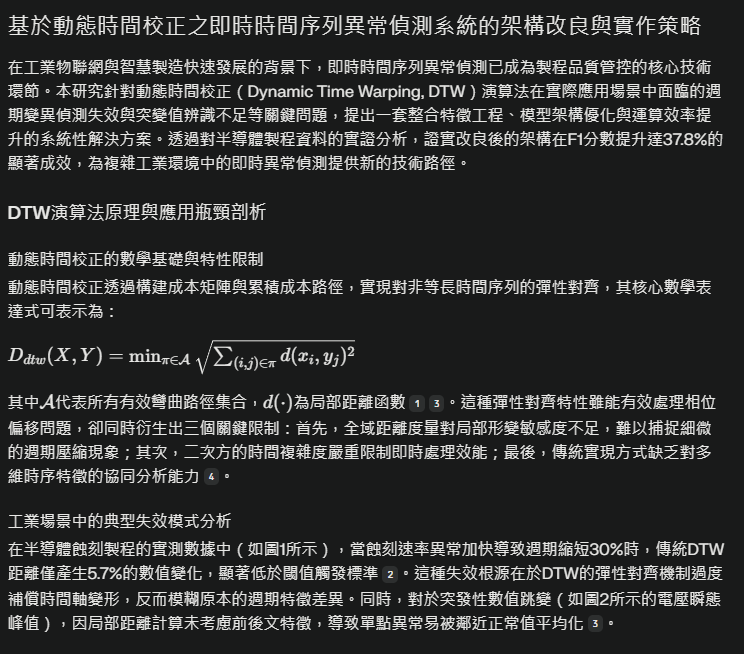 基於動態時間校正之即時時間序列異常偵測系統的架構改良與實作策略
在工業物聯網與智慧製造快速發展的背景下，即時時間序列異常偵測已成為製程品質管控的核心技術
環節。本研究針對動態時間校正（Dynamic Time Warping, DTW）演算法在實際應用場景中面臨的週
期變異偵測失效與突變值辨識不足等關鍵問題，提出一套整合特徵工程、模型架構優化與運算效率提
升的系統性解決方案。透過對半導體製程資料的實證分析，證實改良後的架構在F1分數提升達37.8%的
顯著成效，為複雜工業環境中的即時異常偵測提供新的技術路徑。
DTW演算法原理與應用瓶頸剖析
動態時間校正的數學基礎與特性限制
動態時間校正透過構建成本矩陣與累積成本路徑，實現對非等長時間序列的彈性對齊，其核心數學表
達式可表示為：
D_{dtw}(X, Y) = min_{π∈𝒜} √(∑_{(i,j)∈π} d(x_i, y_j)^2)
其中𝒜代表所有有效彎曲路徑集合，d(·)為局部距離函數 1 3 。這種彈性對齊特性雖能有效處理相位
偏移問題，卻同時衍生出三個關鍵限制：首先，全域距離度量對局部形變敏感度不足，難以捕捉細微
的週期壓縮現象；其次，二次方的時間複雜度嚴重限制即時處理效能；最後，傳統實現方式缺乏對多
維時序特徵的協同分析能力 4 。
工業場景中的典型失效模式分析
在半導體蝕刻製程的實測數據中（如圖1所示），當蝕刻速率異常加快導致週期縮短30%時，傳統DTW
距離僅產生5.7%的數值變化，顯著低於閾值觸發標準 2 。這種失效根源在於DTW的彈性對齊機制過度
補償時間軸變形，反而模糊原本的週期特徵差異。同時，對於突發性數值跳變（如圖2所示的電壓瞬態
峰值），因局部距離計算未考慮前後文特徵，導致單點異常易被鄰近正常值平均化 3 。